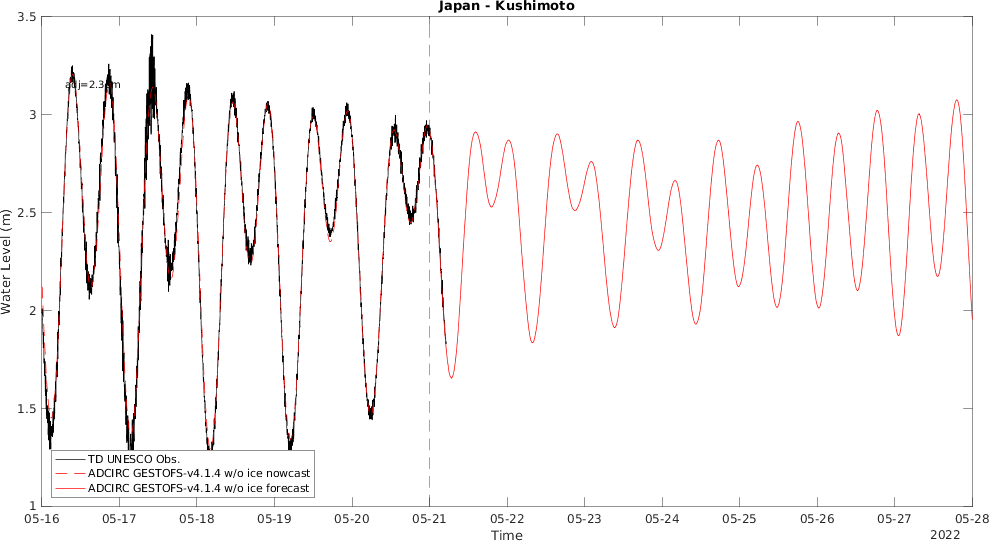 Japan - Kushimoto
3.5
3
2.5
2
1.5
1
Water Level (m)
TD UNESCO Obs.
ADCIRC GESTOFS-v4.1.4 w/o ice nowcast
ADCIRC GESTOFS-v4.1.4 w/o ice forecast
05-16 05-17 05-18 05-19 05-20 05-21 05-22 05-23 05-24 05-25 05-26 05-27 05-28
Time
2022